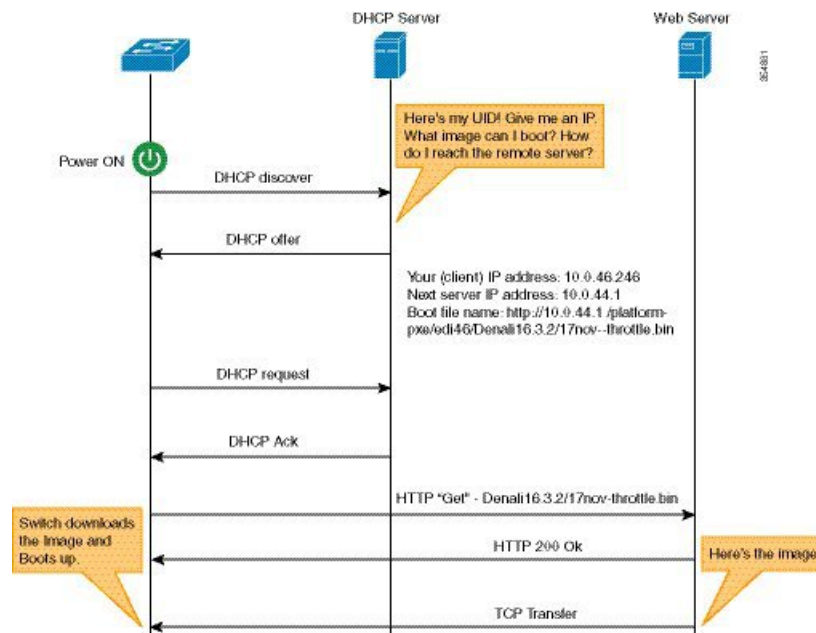 DHCP Server
Web Server
354881
Here's my UID! Give me an IP.
What image can I boot? How
do I reach the remote server?
Power ON
DHCP discover
DHCP offer
Your (client) IP address: 10.0.46.246
Next server IP address: 10.0.44.1
Boot file name: http://10.0.44.1 /platform-
pxe/edi46/Denali16.3.2/17nov--throttle.bin
DHCP request
DHCP Ack
HTTP “Get” - Denali16.3.2/17nov-throttle.bin
Switch downloads
the Image and
Boots up.
HTTP 200 Ok
Here's the image
TCP Transfer